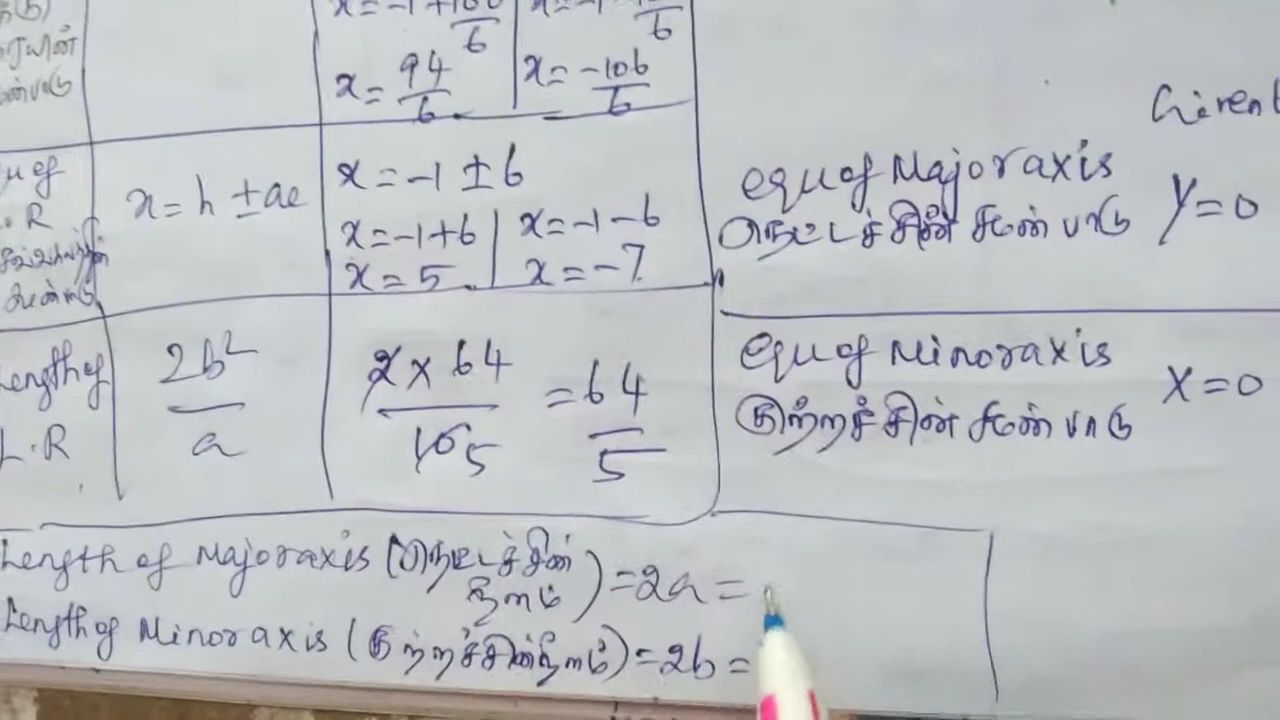 x = 94/6 | x = -106/6
Given
x = h ± ae
x = -1 ± 6
x = -1+6 | x = -1-6
x = 5 | x = -7
equ of Major axis
நெட்டச்சின் சமன்பாடு
y=0
Length of
L.R
2b²/a
2 x 64 / 10 5 = 64/5
equ of Minor axis
குற்றச்சின் சமன்பாடு
x=0
Length of Major axis (நெட்டச்சின்
நீளம்) = 2a =
Length of Minor axis (குற்றச்சின் நீளம்) = 2b =